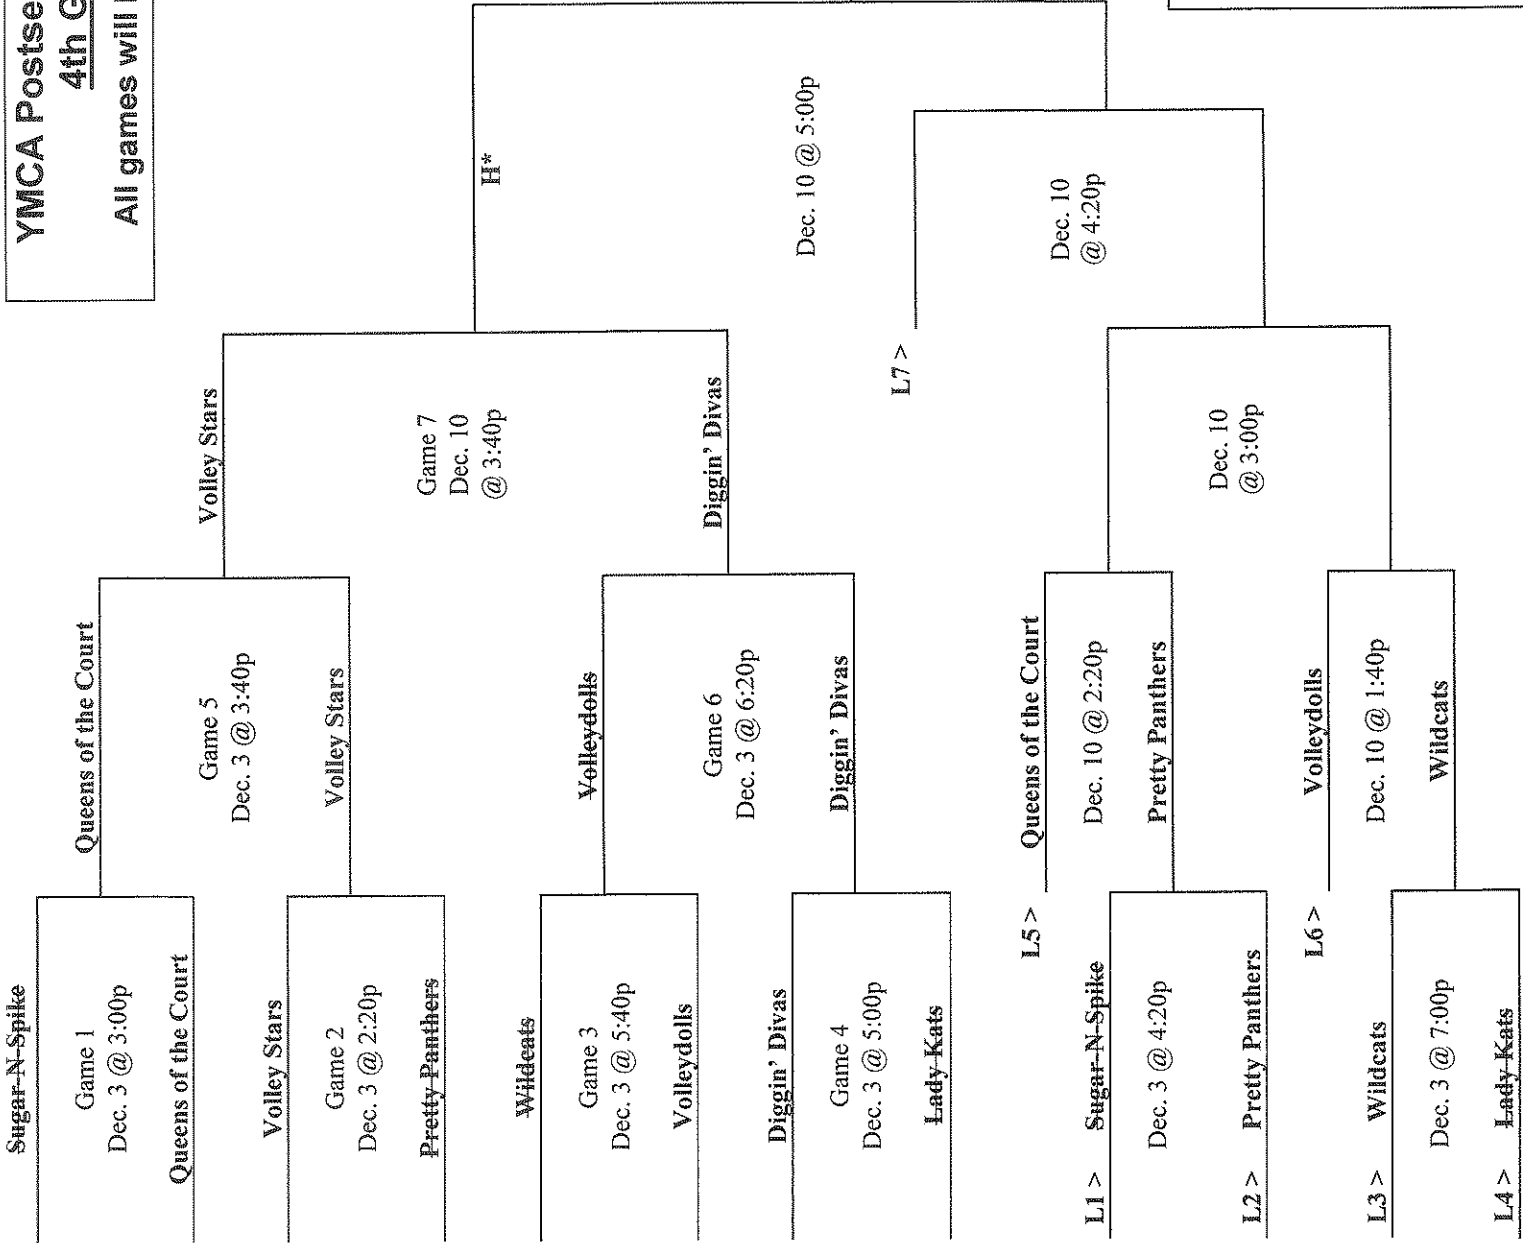 YMCA Postse
4th G
All games will
Sugar-N-Spike
Game 1
Dec. 3 @ 3:00p
Queens of the Court
Volley Stars
Game 2
Dec. 3 @ 2:20p
Pretty Panthers
Wildcats
Game 3
Dec. 3 @ 5:40p
Volleydolls
Diggin' Divas
Game 4
Dec. 3 @ 5:00p
Lady Kats
L1 > Sugar-N-Spike
Dec. 3 @ 4:20p
L2 > Pretty Panthers
L3 > Wildcats
Dec. 3 @ 7:00p
L4 > Lady Kats
Queens of the Court
Game 5
Dec. 3 @ 3:40p
Volley Stars
Volleydolls
Game 6
Dec. 3 @ 6:20p
Diggin' Divas
L5 > Queens of the Court
Dec. 10 @ 2:20p
Pretty Panthers
L6 > Volleydolls
Dec. 10 @ 1:40p
Wildcats
Volley Stars
Game 7
Dec. 10
@ 3:40p
Diggin' Divas
Dec. 10
@ 3:00p
H*
Dec. 10 @ 5:00p
L7 >
Dec. 10
@ 4:20p